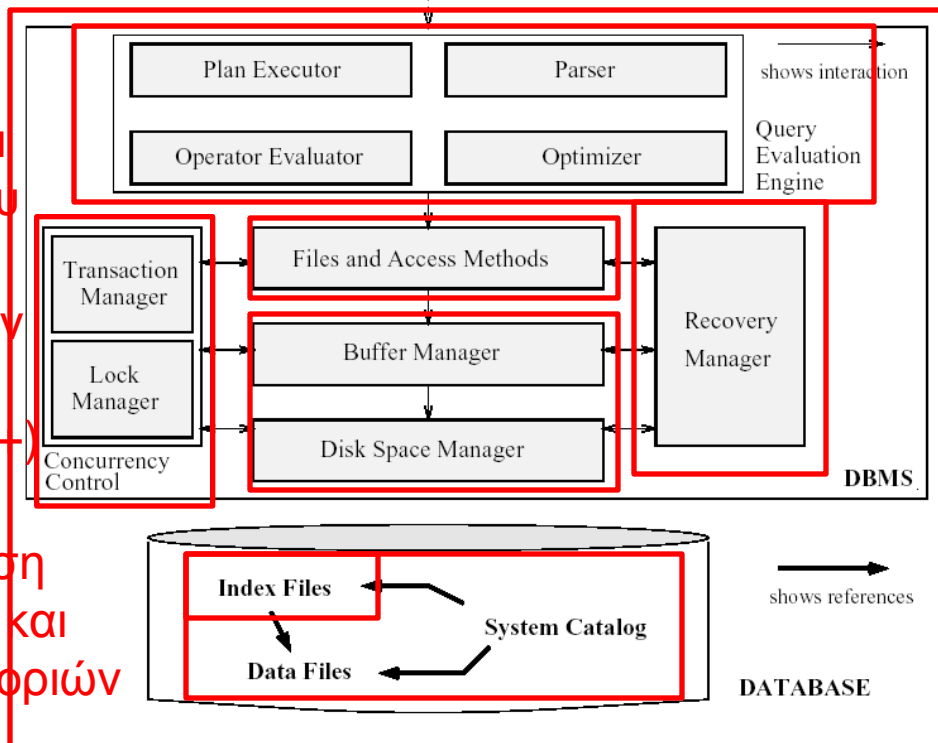 Plan Executor
Parser
shows interaction
Operator Evaluator
Optimizer
Query
Evaluation
Engine
Transaction
Manager
Files and Access Methods
Recovery
Manager
Buffer Manager
Lock
Manager
Disk Space Manager
Concurrency
Control
DBMS
Index Files
shows references
και
System Catalog
Data Files
DATABASE